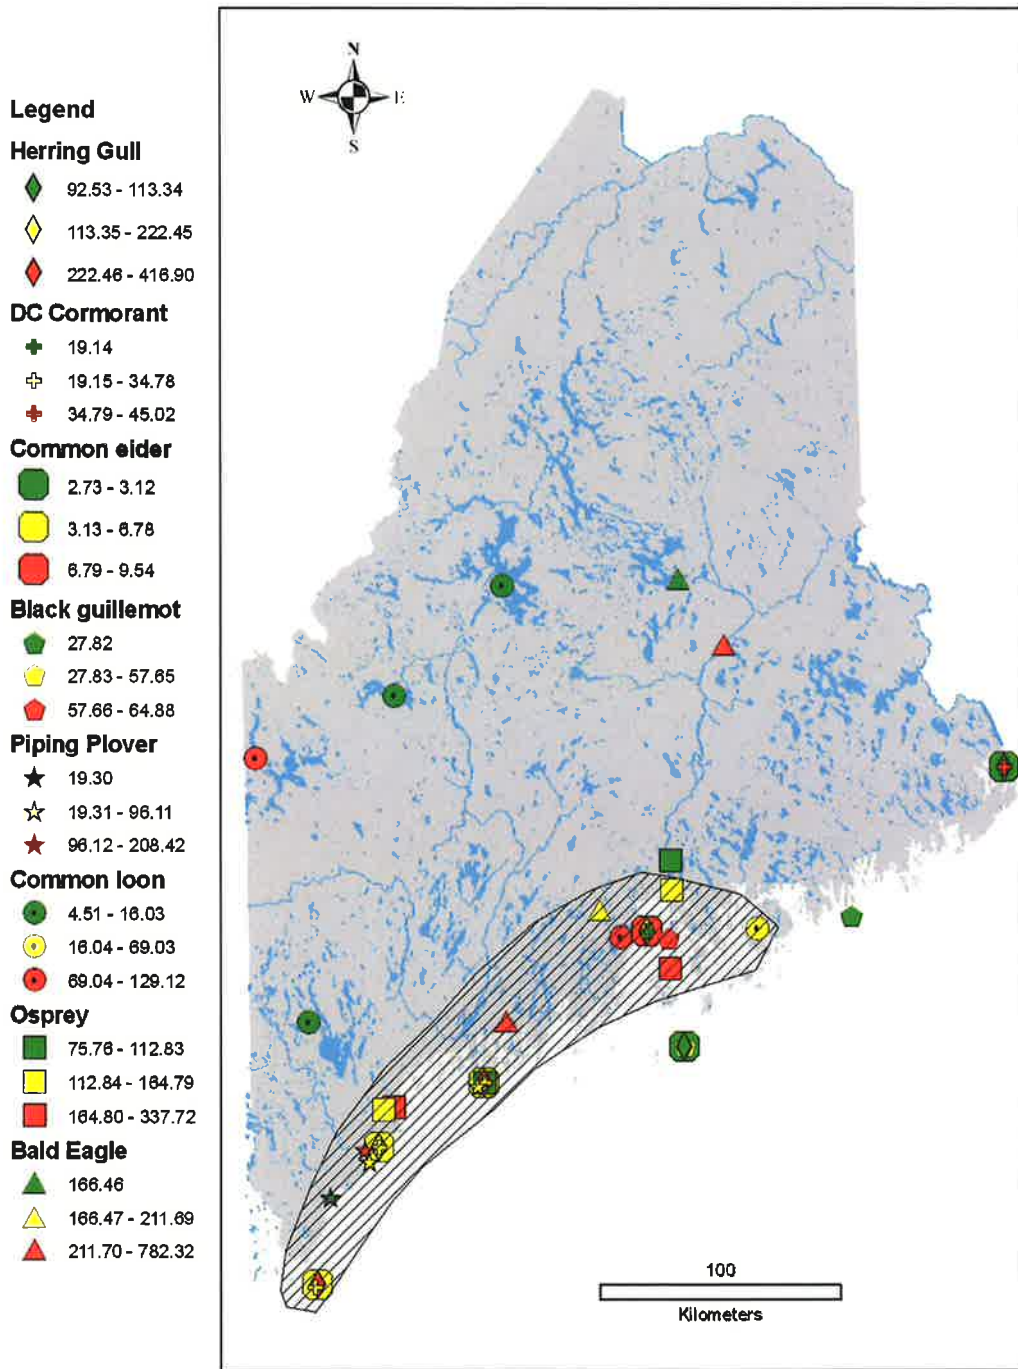 N
W E
S
Legend
Herring Gull
92.53 - 113.34
113.35 - 222.45
222.46 - 416.90
DC Cormorant
19.14
19.15 - 34.78
34.79 - 45.02
Common eider
2.73 - 3.12
3.13 - 6.78
6.79 - 9.54
Black guillemot
27.82
27.83 - 57.65
57.66 - 64.88
Piping Plover
19.30
19.31 - 96.11
96.12 - 208.42
Common loon
4.51 - 16.03
16.04 - 69.03
69.04 - 129.12
Osprey
75.76 - 112.83
112.84 - 164.79
164.80 - 337.72
Bald Eagle
166.46
166.47 - 211.69
211.70 - 782.32
100
Kilometers